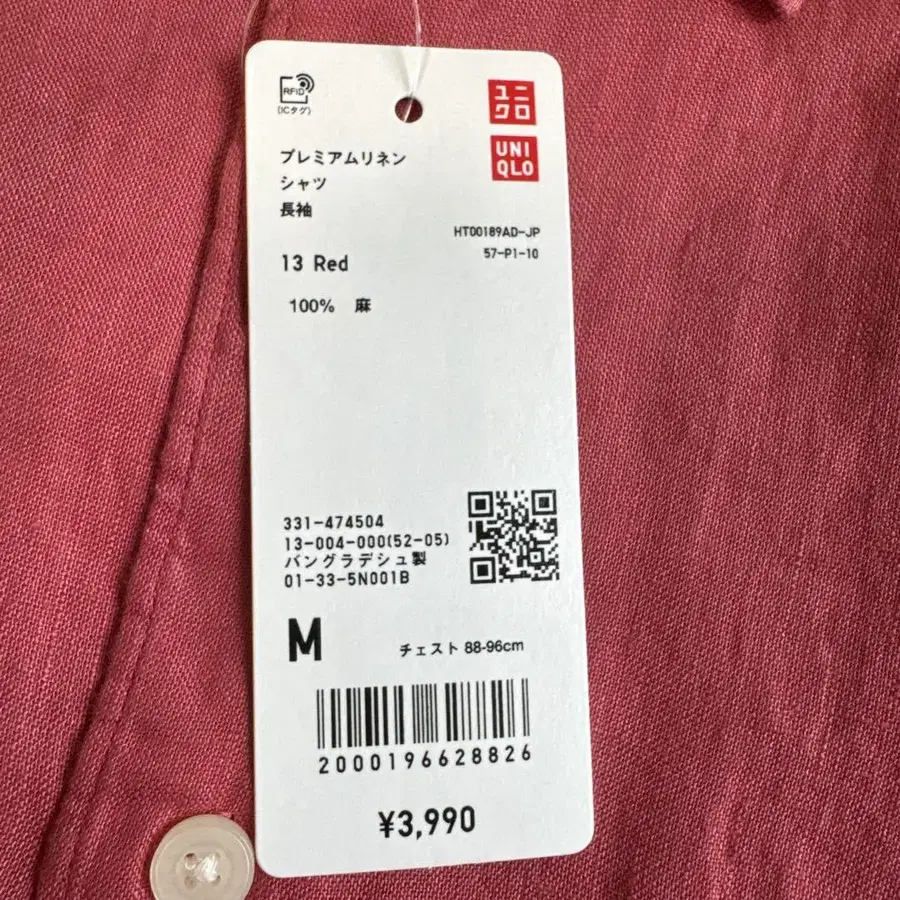 RFID
(ICタグ)
ユニ
クロ
UNI
QLO
プレミアムリネン
シャツ
長袖
HT00189AD-JP
57-P1-10
13 Red
100% 麻
331-474504
13-004-000(52-05)
バングラデシュ製
01-33-5N001B
M
チェスト 88-96cm
2000196628826
¥3,990